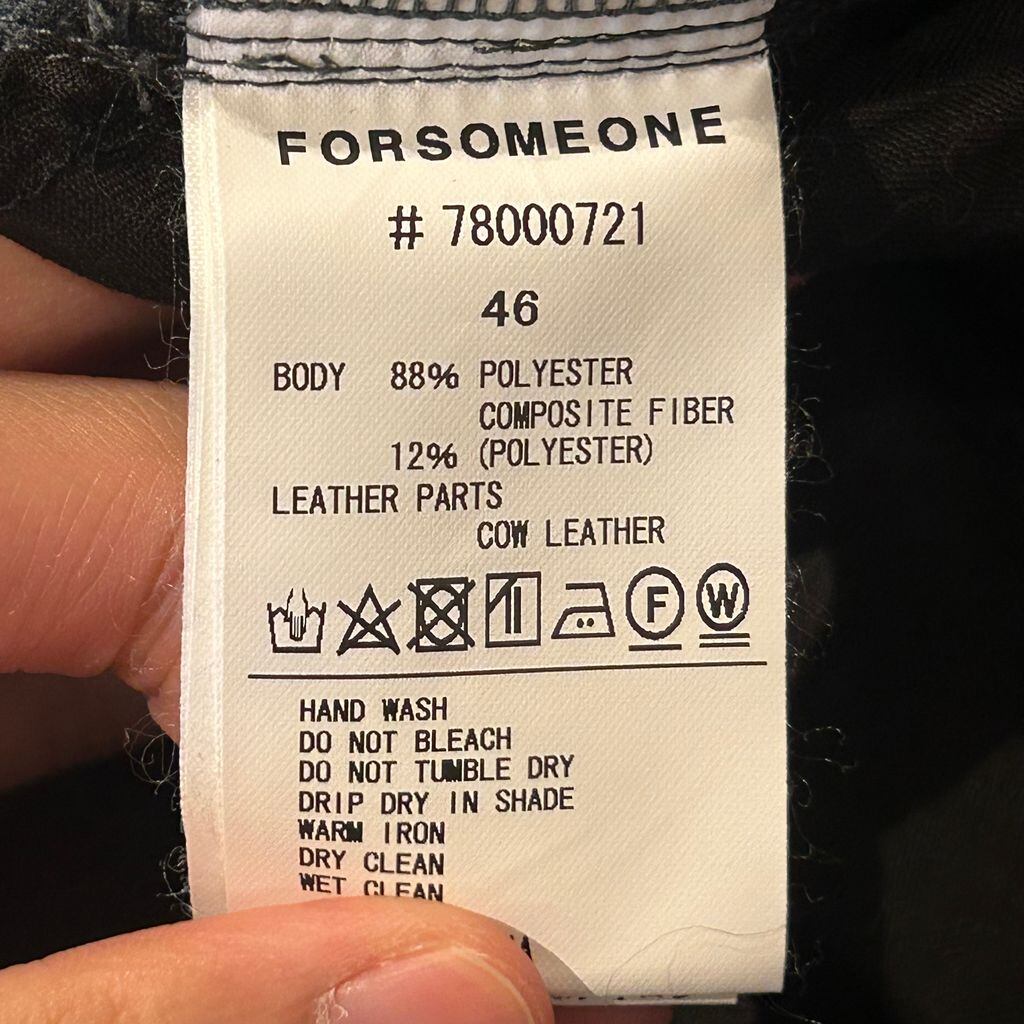 FORSOMEONE
# 78000721
46
BODY 88% POLYESTER
COMPOSITE FIBER
12% (POLYESTER)
LEATHER PARTS
COW LEATHER
F W
HAND WASH
DO NOT BLEACH
DO NOT TUMBLE DRY
DRIP DRY IN SHADE
WARM IRON
DRY CLEAN
WET CLEAN